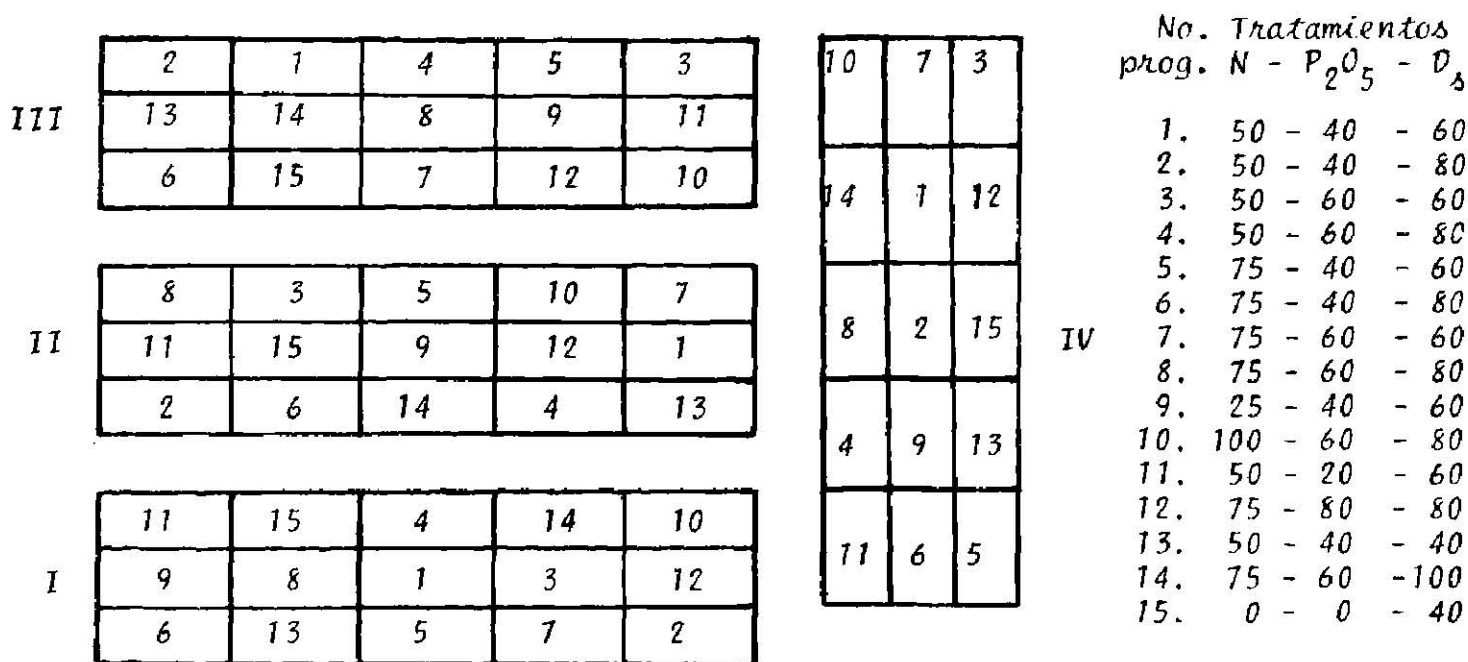 III
2 1 4 5 3
13 14 8 9 11
6 15 7 12 10
II
8 3 5 10 7
11 15 9 12 1
2 6 14 4 13
I
11 15 4 14 10
9 8 1 3 12
6 13 5 7 2
10 7 3
14 1 12
8 2 15
4 9 13
11 6 5
IV
No. Tratamientos
prog. N - P2O5 - Ds
1. 50 - 40 - 60
2. 50 - 40 - 80
3. 50 - 60 - 60
4. 50 - 60 - 80
5. 75 - 40 - 60
6. 75 - 40 - 80
7. 75 - 60 - 60
8. 75 - 60 - 80
9. 25 - 40 - 60
10. 100 - 60 - 80
11. 50 - 20 - 60
12. 75 - 80 - 80
13. 50 - 40 - 40
14. 75 - 60 -100
15. 0 - 0 - 40